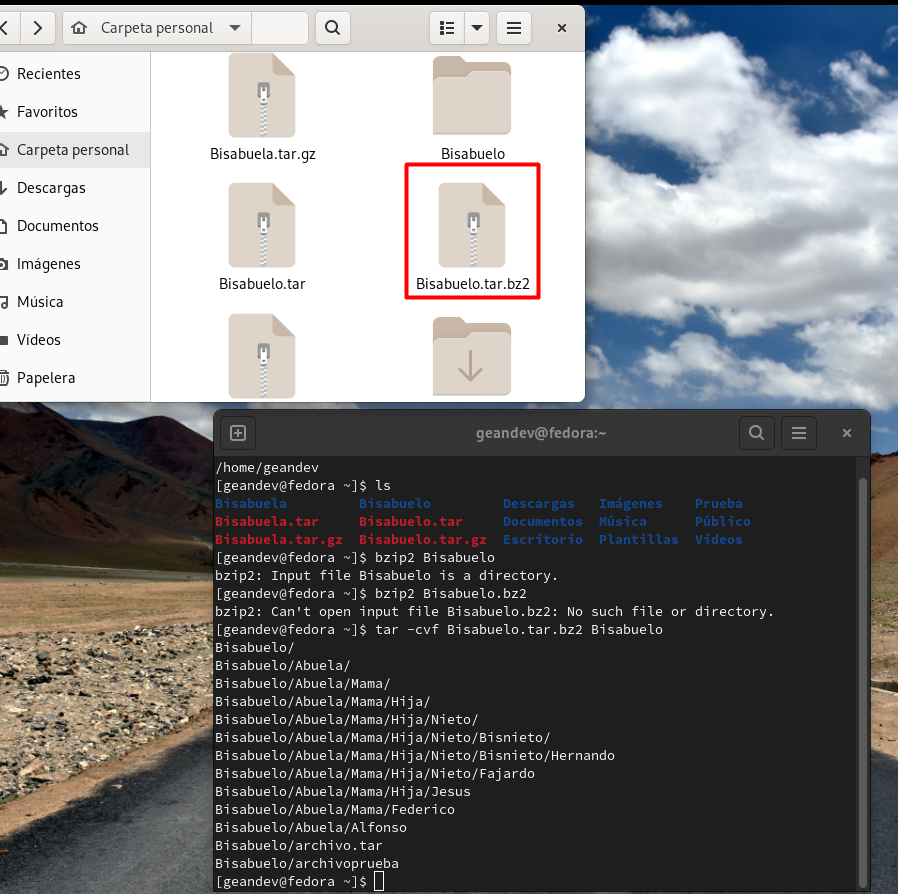 Carpeta personal
Recientes
Favoritos
Carpeta personal
Descargas
Documentos
Imágenes
Música
Vídeos
Papelera
Bisabuela.tar.gz
Bisabuelo
Bisabuelo.tar
Bisabuelo.tar.bz2
geandev@fedora:~
/home/geandev
[geandev@fedora ~]$ ls
Bisabuela Bisabuelo Descargas Imágenes Prueba
Bisabuela.tar Bisabuelo.tar Documentos Música Público
Bisabuela.tar.gz Bisabuelo.tar.gz Escritorio Plantillas Vídeos
[geandev@fedora ~]$ bzip2 Bisabuelo
bzip2: Input file Bisabuelo is a directory.
[geandev@fedora ~]$ bzip2 Bisabuelo.bz2
bzip2: Can't open input file Bisabuelo.bz2: No such file or directory.
[geandev@fedora ~]$ tar -cvf Bisabuelo.tar.bz2 Bisabuelo
Bisabuelo/
Bisabuelo/Abuela/
Bisabuelo/Abuela/Mama/
Bisabuelo/Abuela/Mama/Hija/
Bisabuelo/Abuela/Mama/Hija/Nieto/
Bisabuelo/Abuela/Mama/Hija/Nieto/Bisnieto/
Bisabuelo/Abuela/Mama/Hija/Nieto/Bisnieto/Hernando
Bisabuelo/Abuela/Mama/Hija/Nieto/Fajardo
Bisabuelo/Abuela/Mama/Hija/Jesus
Bisabuelo/Abuela/Mama/Federico
Bisabuelo/Abuela/Alfonso
Bisabuelo/archivo.tar
Bisabuelo/archivoprueba
[geandev@fedora ~]$